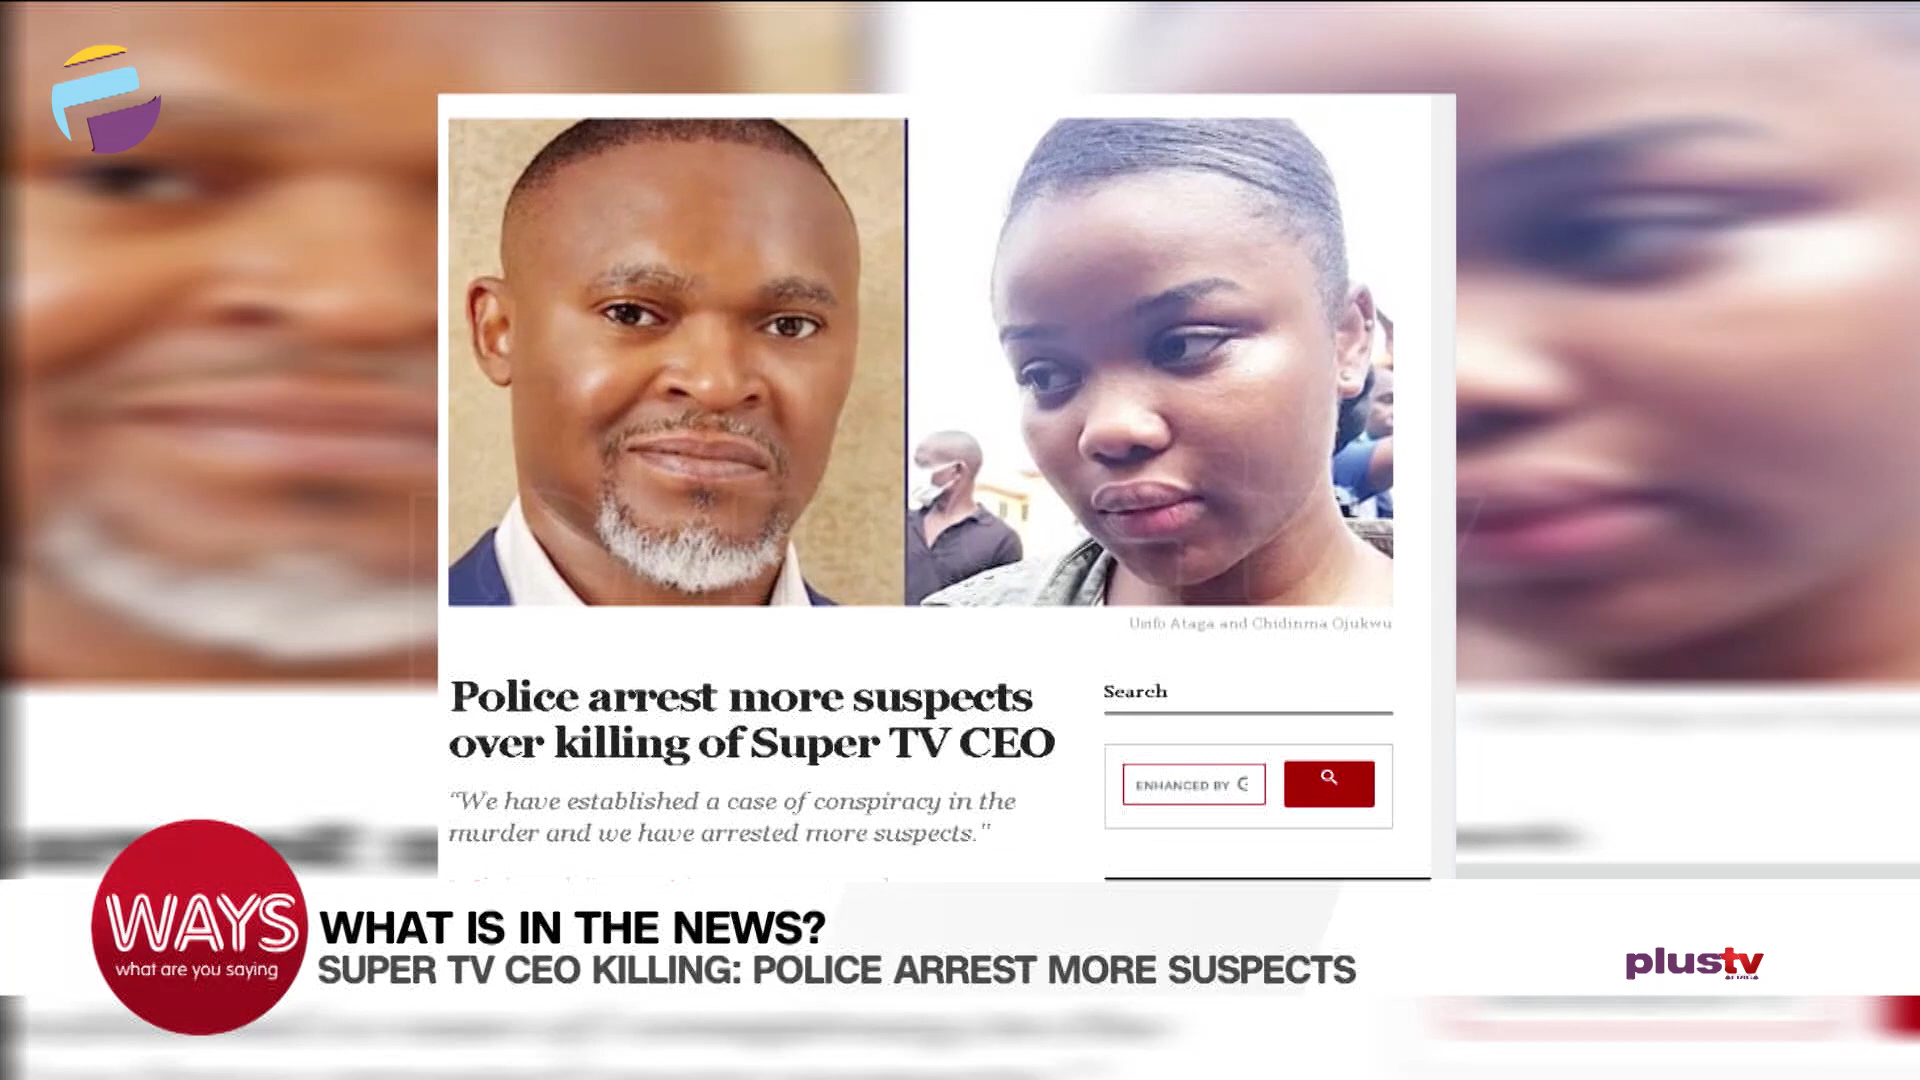 Usifo Ataga and Chidinma Ojukwu
Police arrest more suspects
over killing of Super TV CEO
"We have established a case of conspiracy in the
murder and we have arrested more suspects."
Search
ENHANCED BY G
WAYS
what are you saying
WHAT IS IN THE NEWS?
SUPER TV CEO KILLING: POLICE ARREST MORE SUSPECTS
plustv
AFRICA